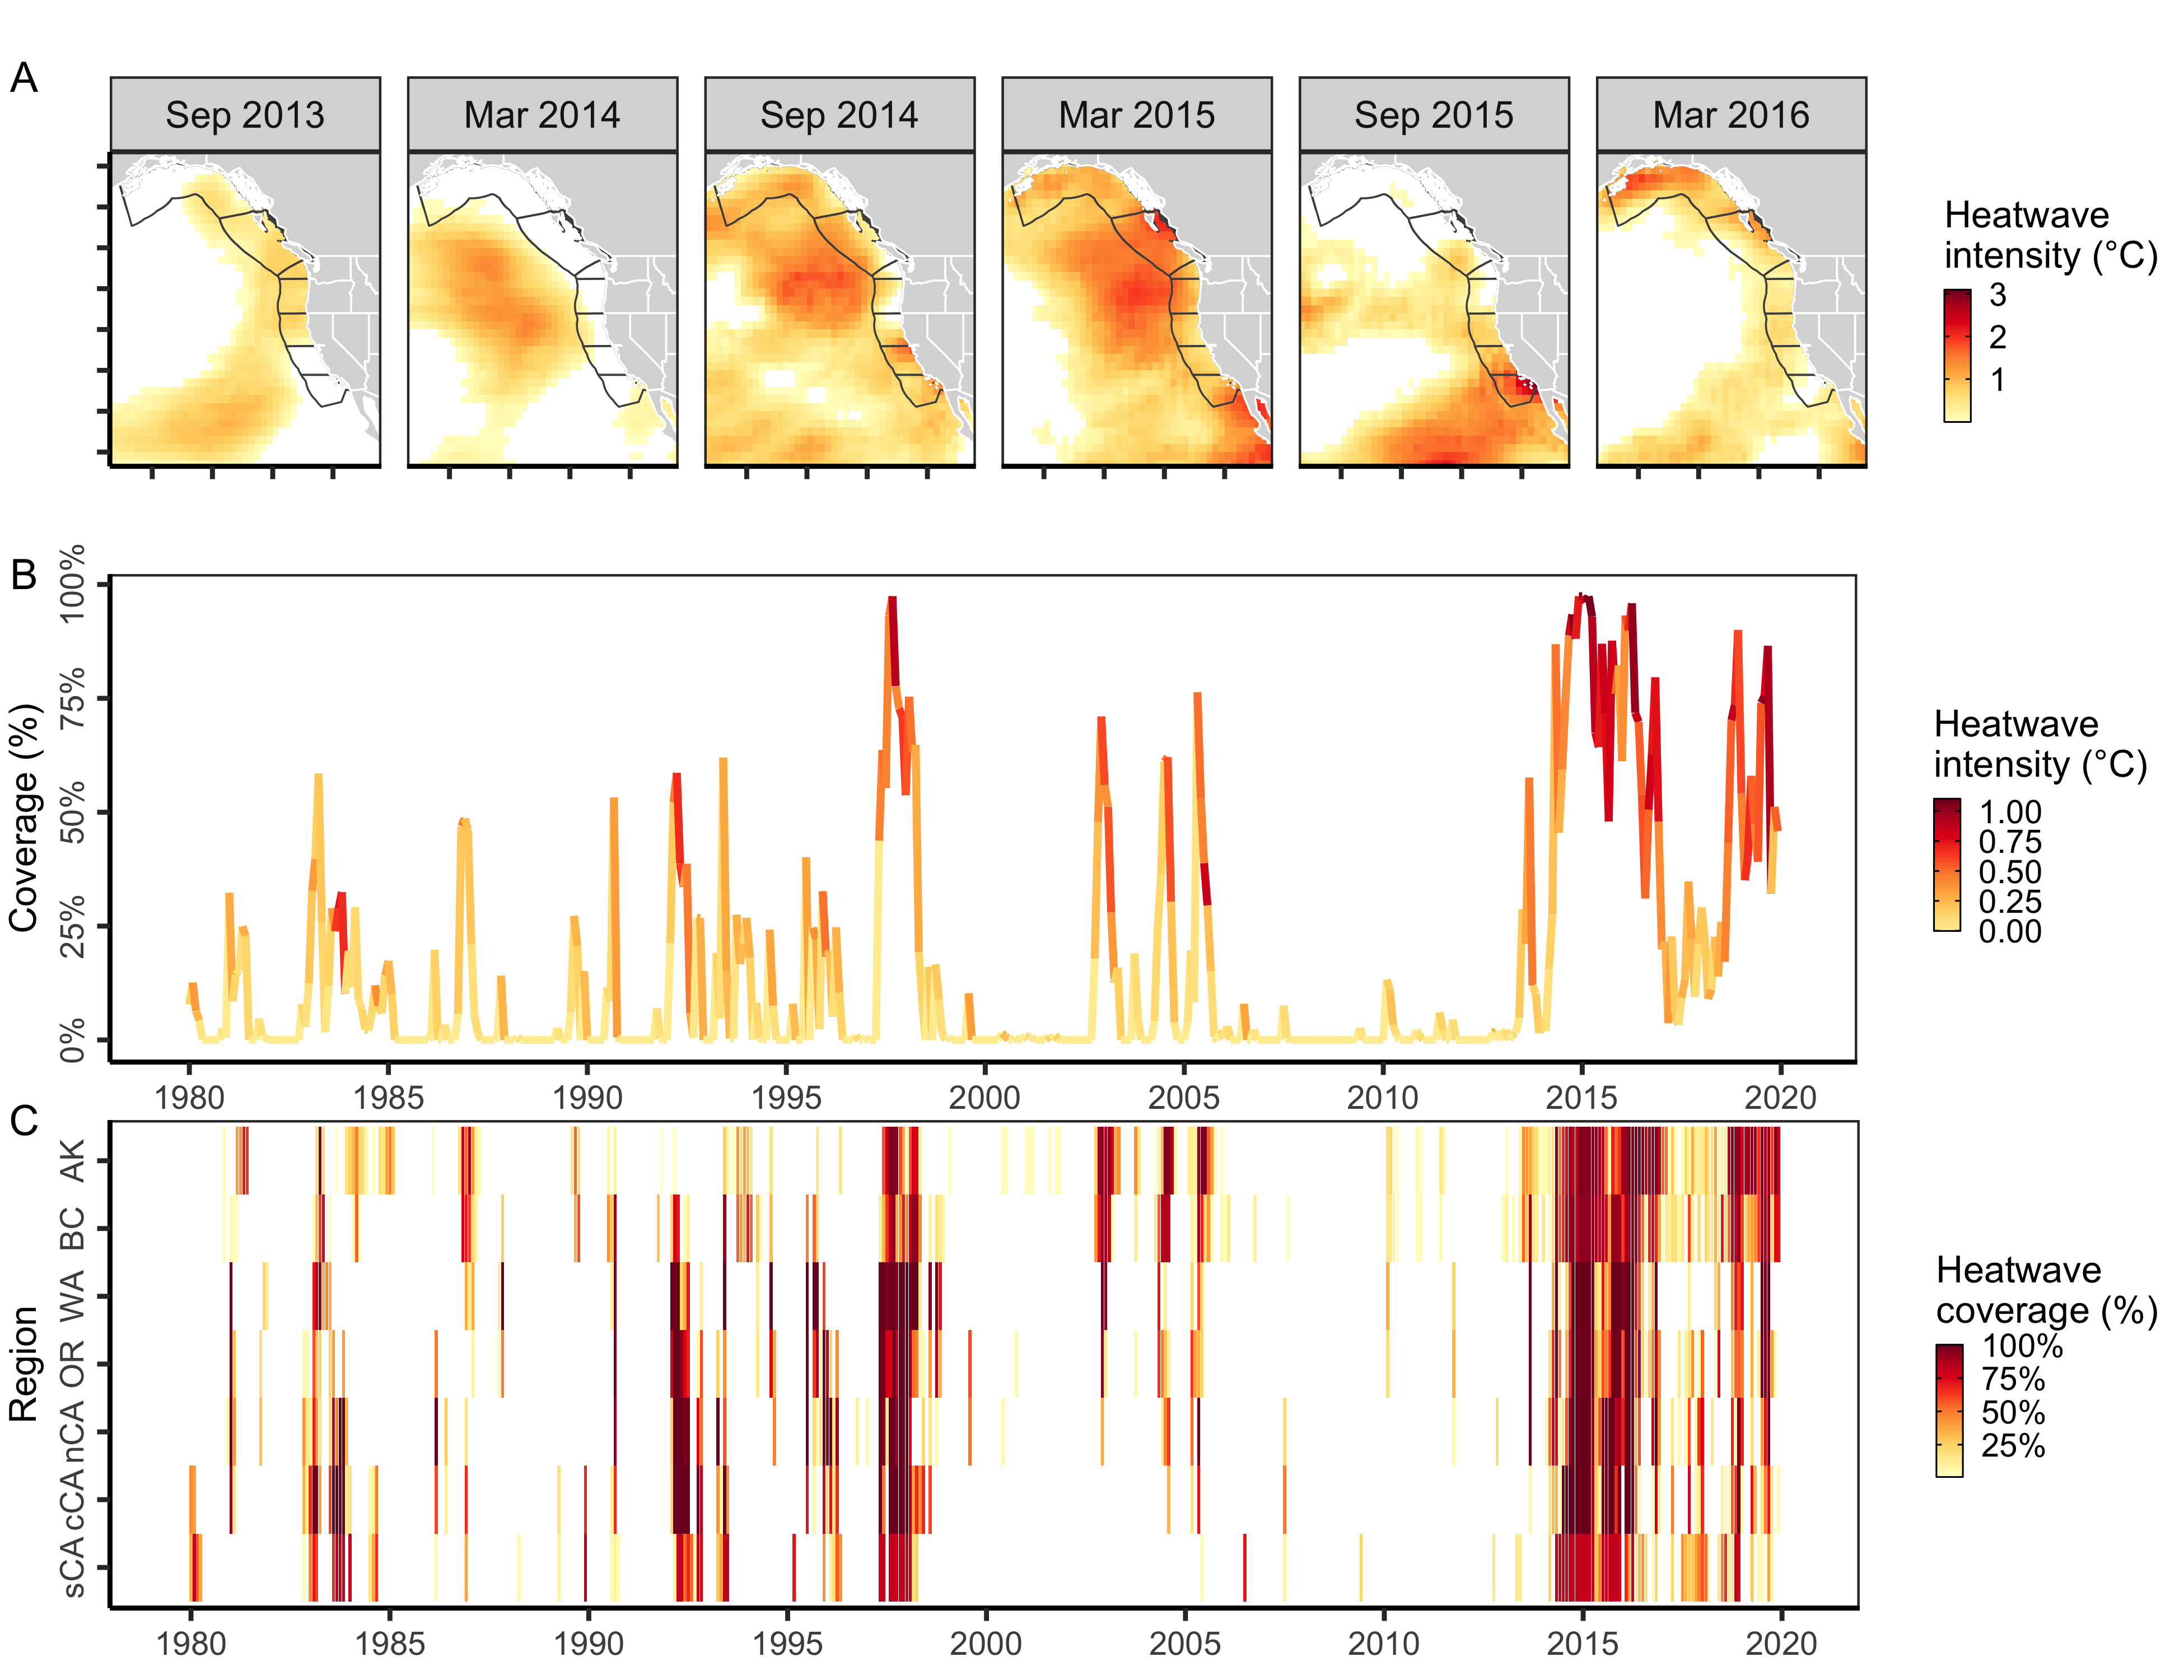 A
Sep 2013
Mar 2014
Sep 2014
Mar 2015
Sep 2015
Mar 2016
Heatwave
intensity (°C)
3
2
1
B
Coverage (%)
100%
75%
50%
25%
0%
1980
1985
1990
1995
2000
2005
2010
2015
2020
Heatwave
intensity (°C)
1.00
0.75
0.50
0.25
0.00
C
Region
AK
BC
WA
OR
nCA
cCA
sCA
1980
1985
1990
1995
2000
2005
2010
2015
2020
Heatwave
coverage (%)
100%
75%
50%
25%